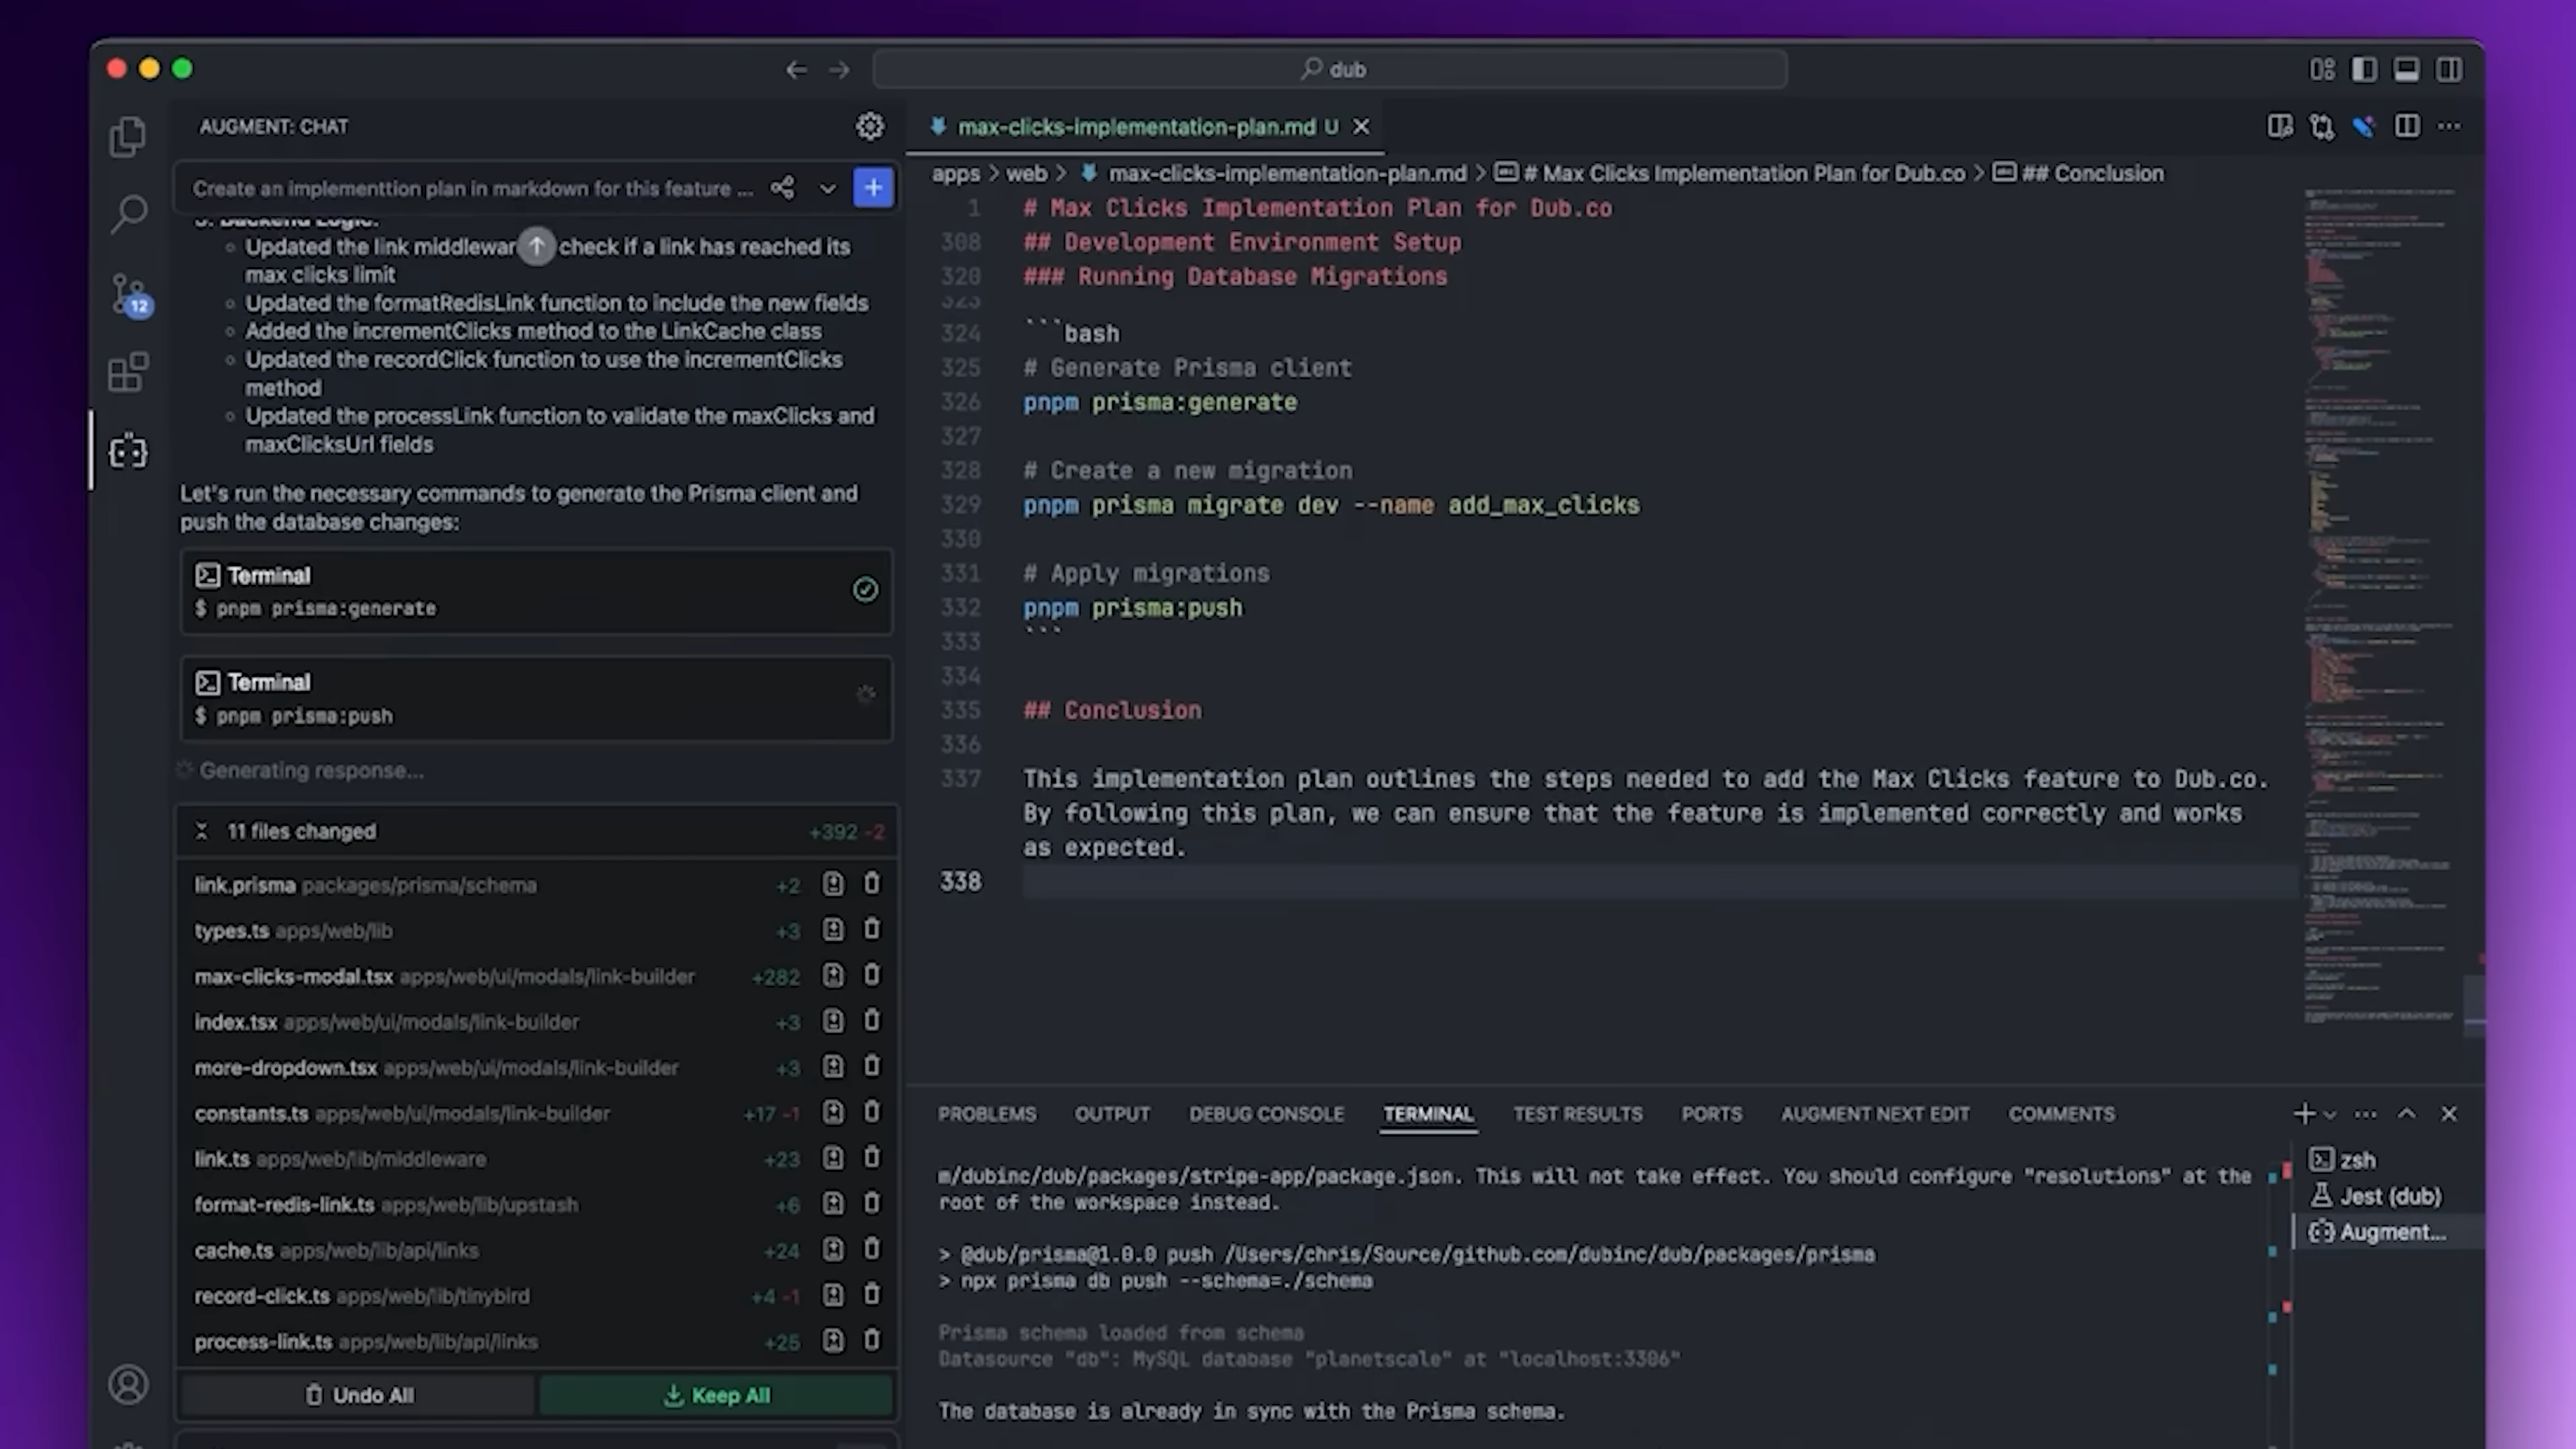 dub
AUGUMENT: CHAT
Create an implementtion plan in markdown for this feature ...
Backend Logic:
Updated the link middlewar check if a link has reached its
max clicks limit
Updated the formatRedisLink function to include the new fields
Added the incrementClicks method to the LinkCache class
Updated the recordClick function to use the incrementClicks
method
Updated the processLink function to validate the maxClicks and
maxClicksUrl fields
12
Let's run the necessary commands to generate the Prisma client and
push the database changes:
Terminal
$ pnpm prisma:generate
Terminal
$ pnpm prisma:push
Generating response...
11 files changed +392 -2
link.prisma packages/prisma/schema +2
types.ts apps/web/lib +3
max-clicks-modal.tsx apps/web/ui/modals/link-builder +282
index.tsx apps/web/ui/modals/link-builder +3
more-dropdown.tsx apps/web/ui/modals/link-builder +3
constants.ts apps/web/ui/modals/link-builder +17 -1
link.ts apps/web/lib/middleware +23
format-redis-link.ts apps/web/lib/upstash +6
cache.ts apps/web/lib/api/links +24
record-click.ts apps/web/lib/tinybird +4 -1
process-link.ts apps/web/lib/api/links +25
Undo All
Keep All
max-clicks-implementation-plan.md U
apps > web > max-clicks-implementation-plan.md > # Max Clicks Implementation Plan for Dub.co > ## Conclusion
1 # Max Clicks Implementation Plan for Dub.co
308 ## Development Environment Setup
320 ### Running Database Migrations
323
324 ```bash
325 # Generate Prisma client
326 pnpm prisma:generate
327
328 # Create a new migration
329 pnpm prisma migrate dev --name add_max_clicks
330
331 # Apply migrations
332 pnpm prisma:push
333 ```
334
335 ## Conclusion
336
337 This implementation plan outlines the steps needed to add the Max Clicks feature to Dub.co.
By following this plan, we can ensure that the feature is implemented correctly and works
as expected.
338
PROBLEMS OUTPUT DEBUG CONSOLE TERMINAL TEST RESULTS PORTS AUGMENT NEXT EDIT COMMENTS
m/dubinc/dub/packages/stripe-app/package.json. This will not take effect. You should configure "resolutions" at the
root of the workspace instead.
> @dub/prisma@1.0.0 push /Users/chris/Source/github.com/dubinc/dub/packages/prisma
> npx prisma db push --schema=./schema
Prisma schema loaded from schema
Datasource "db": MySQL database "planetscale" at "localhost:3306"
The database is already in sync with the Prisma schema.
zsh
Jest (dub)
Augment...